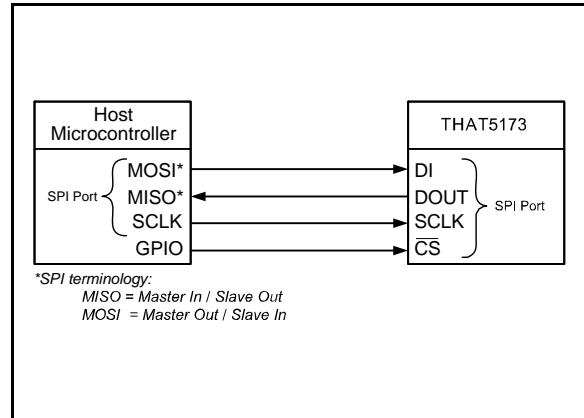 Host
Microcontroller
THAT5173
SPI Port
MOSI*
MISO*
SCLK
GPIO
DI
DOUT
SCLK
CS
SPI Port
*SPI terminology:
MISO = Master In / Slave Out
MOSI = Master Out / Slave In